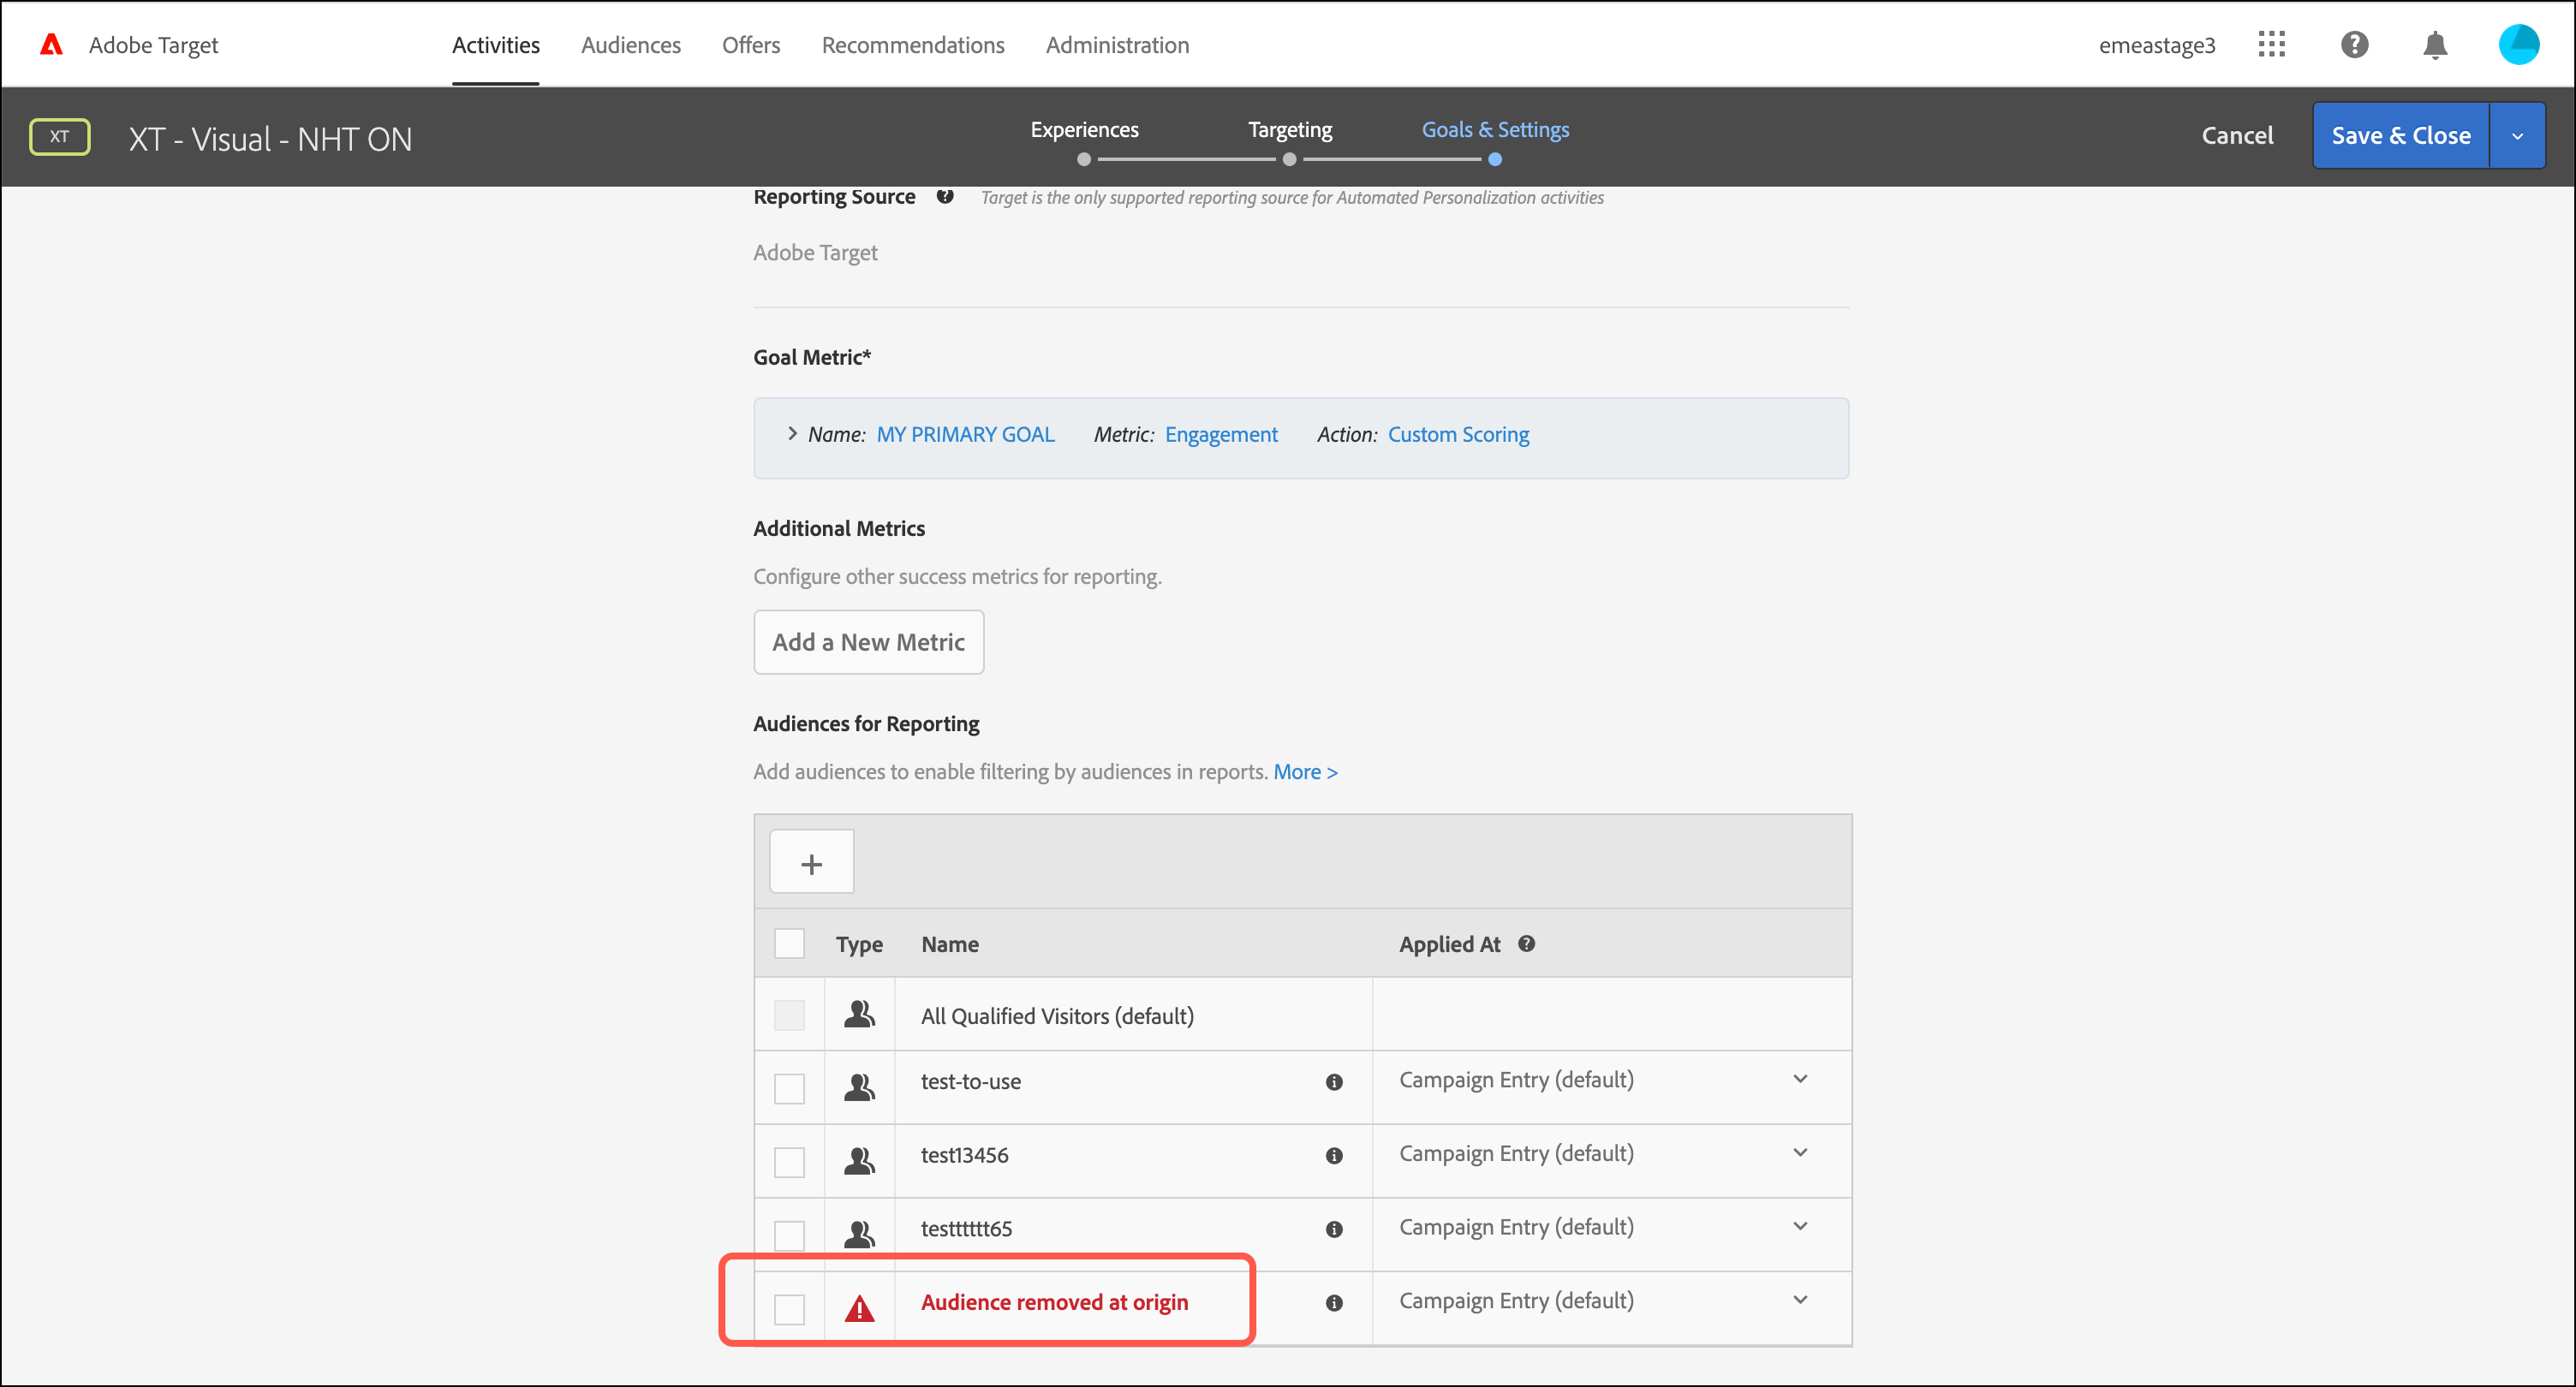 Adobe Target Activities Audiences Offers Recommendations Administration emeastage3
XT XT - Visual - NHT ON Experiences Targeting Goals & Settings Cancel Save & Close
Reporting Source Target is the only supported reporting source for Automated Personalization activities
Adobe Target
Goal Metric*
Name: MY PRIMARY GOAL Metric: Engagement Action: Custom Scoring
Additional Metrics
Configure other success metrics for reporting.
Add a New Metric
Audiences for Reporting
Add audiences to enable filtering by audiences in reports. More >
+
Type Name Applied At
All Qualified Visitors (default)
test-to-use Campaign Entry (default)
test13456 Campaign Entry (default)
testttttt65 Campaign Entry (default)
Audience removed at origin Campaign Entry (default)